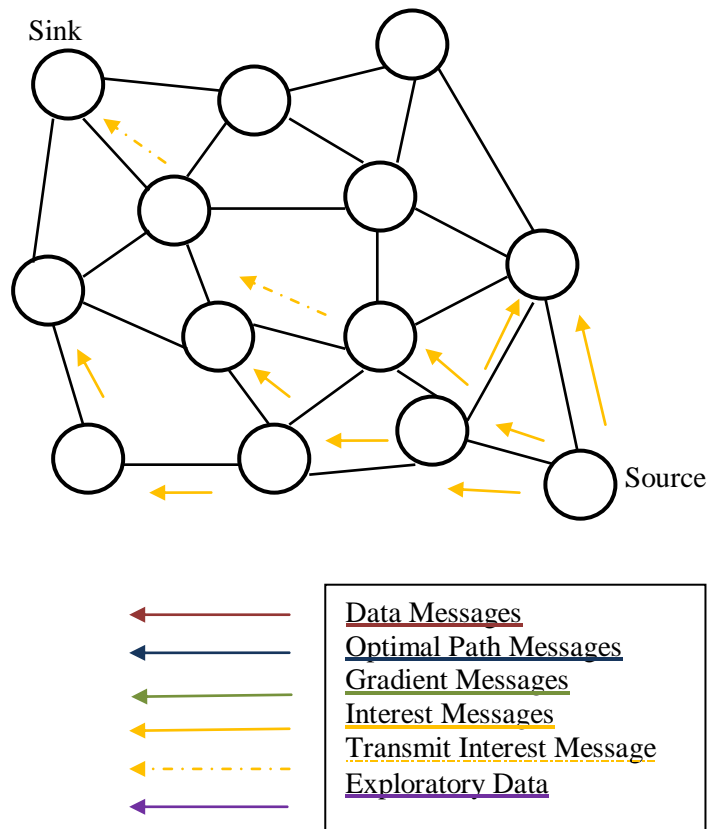 Sink
Source
Data Messages
Optimal Path Messages
Gradient Messages
Interest Messages
Transmit Interest Message
Exploratory Data